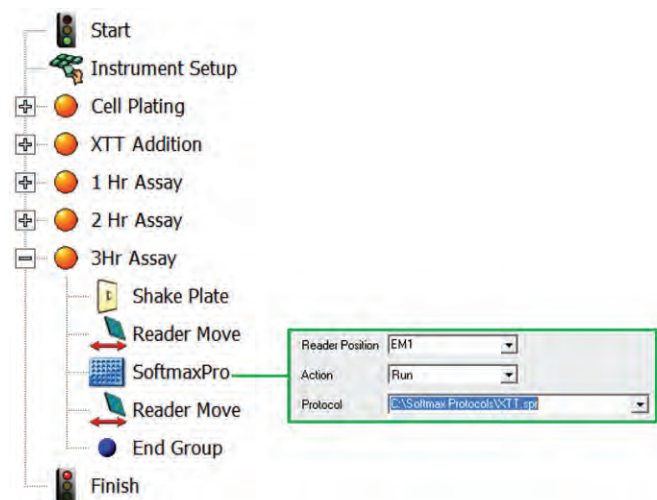 Start
Instrument Setup
Cell Plating
XTT Addition
1 Hr Assay
2 Hr Assay
3Hr Assay
Shake Plate
Reader Move
SoftmaxPro
Reader Move
End Group
Finish
Reader Position EM1
Action Run
Protocol C:\Softmax Protocols\XTT.spr